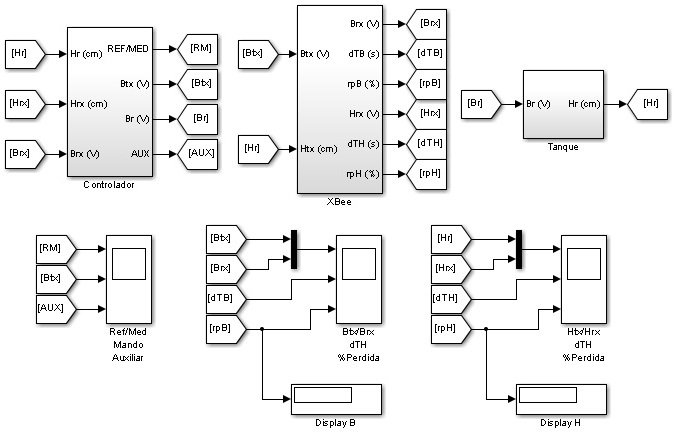 [Hr]
Hr (cm)
REF/MED
[RM]
Btx (V)
[Btx]
[Hrx]
Hrx (cm)
Br (V)
[Br]
[Brx]
Brx (V)
AUX
[AUX]
Controlador
Brx (V)
[Brx]
[Btx]
Btx (V)
dTB (s)
[dTB]
rpB (%)
[rpB]
Hrx (V)
[Hrx]
[Hr]
Htx (cm)
dTH (s)
[dTH]
rpH (%)
[rpH]
XBee
[Br]
Br (V)
Hr (cm)
[Hr]
Tanque
[RM]
[Btx]
[AUX]
Ref/Med
Mando
Auxiliar
[Btx]
[Brx]
[dTB]
[rpB]
Btx/Brx
dTH
%Perdida
Display B
[Hr]
[Hrx]
[dTH]
[rpH]
Htx/Hrx
dTH
%Perdida
Display H